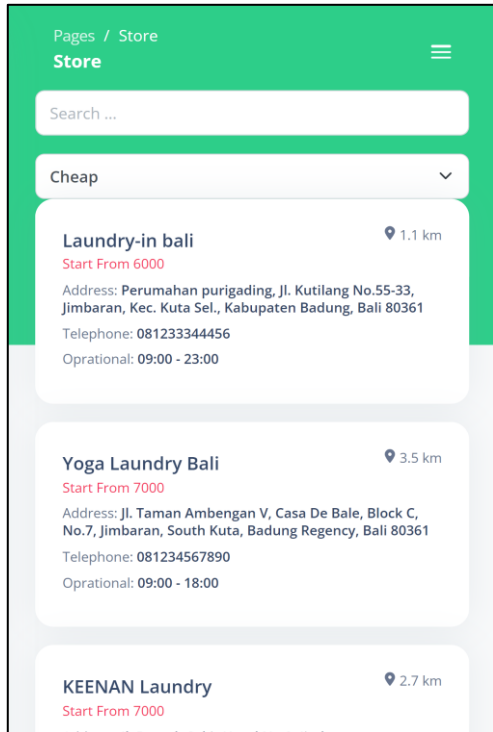 Pages / Store
Store
Search ...
Cheap
Laundry-in bali
1.1 km
Start From 6000
Address: Perumahan purigading, Jl. Kutilang No.55-33,
Jimbaran, Kec. Kuta Sel., Kabupaten Badung, Bali 80361
Telephone: 081233344456
Oprational: 09:00 - 23:00
Yoga Laundry Bali
3.5 km
Start From 7000
Address: Jl. Taman Ambengan V, Casa De Bale, Block C,
No.7, Jimbaran, South Kuta, Badung Regency, Bali 80361
Telephone: 081234567890
Oprational: 09:00 - 18:00
KEENAN Laundry
2.7 km
Start From 7000